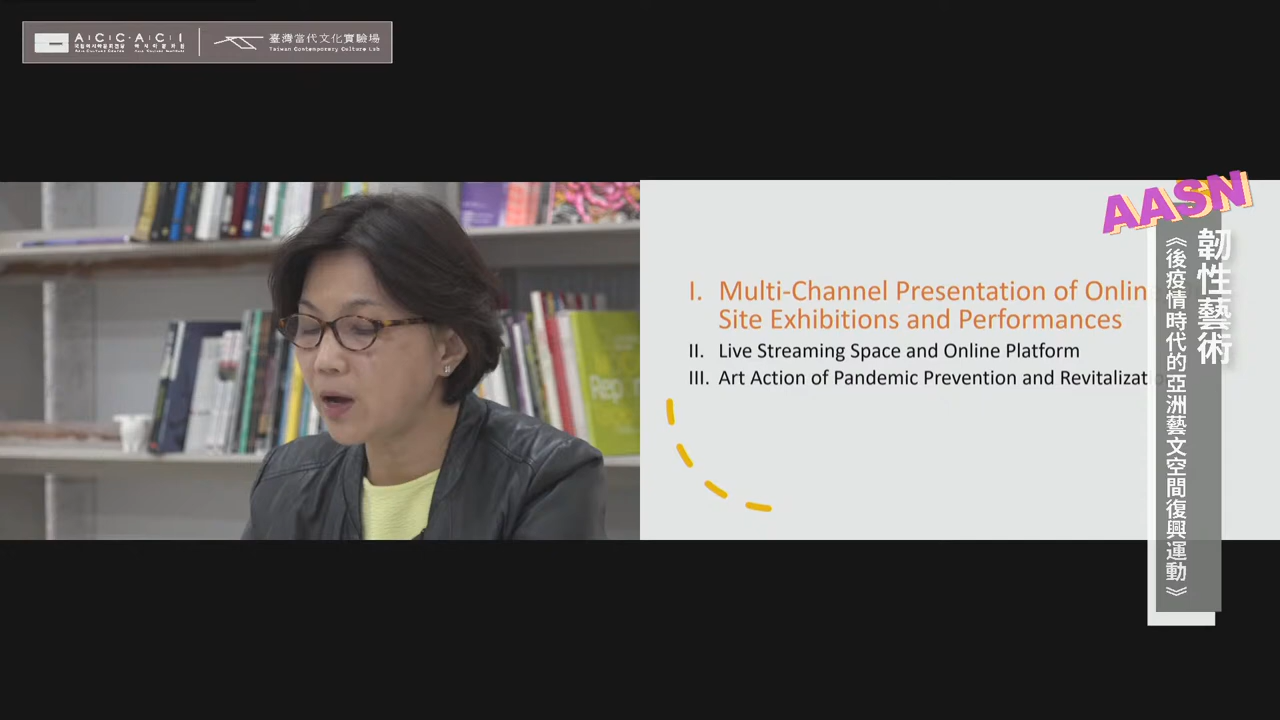 ACC·ACI
臺灣當代文化實驗場
Taiwan Contemporary Culture Lab
AASN
韌性藝術
《後疫情時代的亞洲藝文空間復興運動》
I. Multi-Channel Presentation of Onlin
Site Exhibitions and Performances
II. Live Streaming Space and Online Platform
III. Art Action of Pandemic Prevention and Revitalizatio